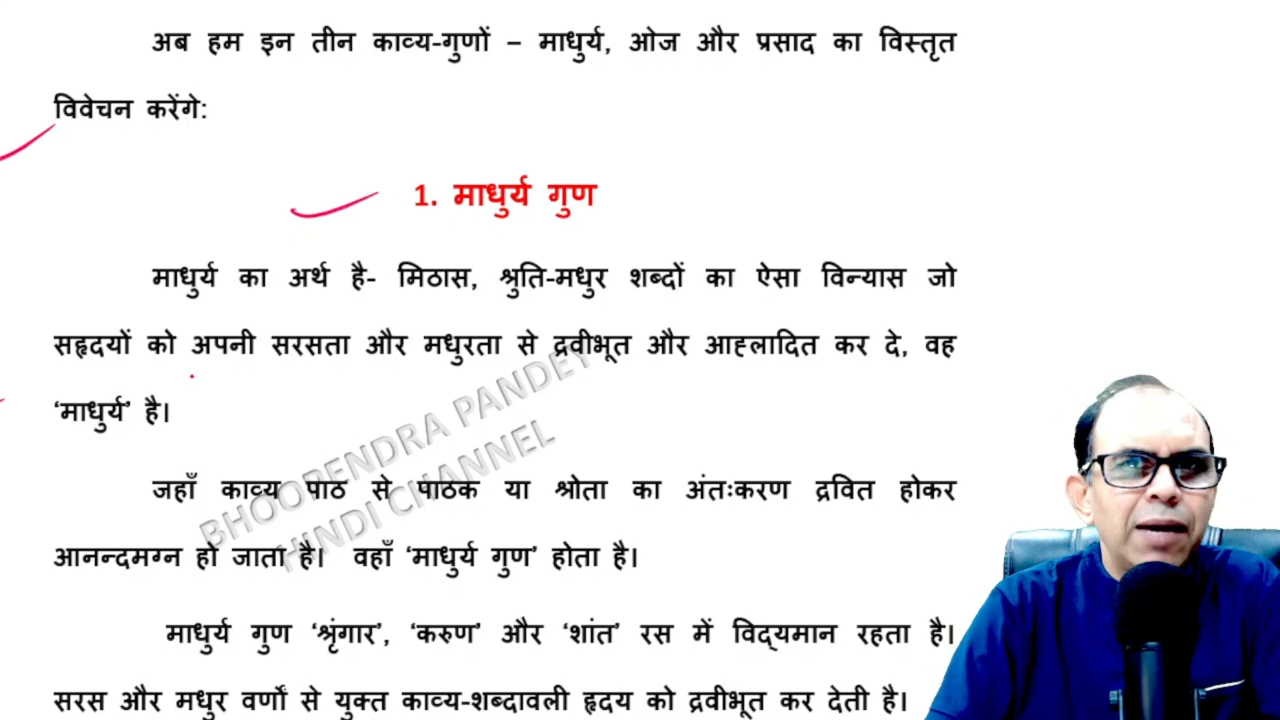 अब हम इन तीन काव्य-गुणों – माधुर्य, ओज और प्रसाद का विस्तृत
विवेचन करेंगे:
1. माधुर्य गुण
माधुर्य का अर्थ है- मिठास, श्रुति-मधुर शब्दों का ऐसा विन्यास जो
सहृदयों को अपनी सरसता और मधुरता से द्रवीभूत और आह्लादित कर दे, वह
‘माधुर्य’ है।
BHOOPENDRA PANDEY
HINDI CHANNEL
जहाँ काव्य पाठ से पाठक या श्रोता का अंतःकरण द्रवित होकर
आनन्दमग्न हो जाता है। वहाँ ‘माधुर्य गुण’ होता है।
माधुर्य गुण ‘श्रृंगार’, ‘करुण’ और ‘शांत’ रस में विद्यमान रहता है।
सरस और मधुर वर्णों से युक्त काव्य-शब्दावली हृदय को द्रवीभूत कर देती है।